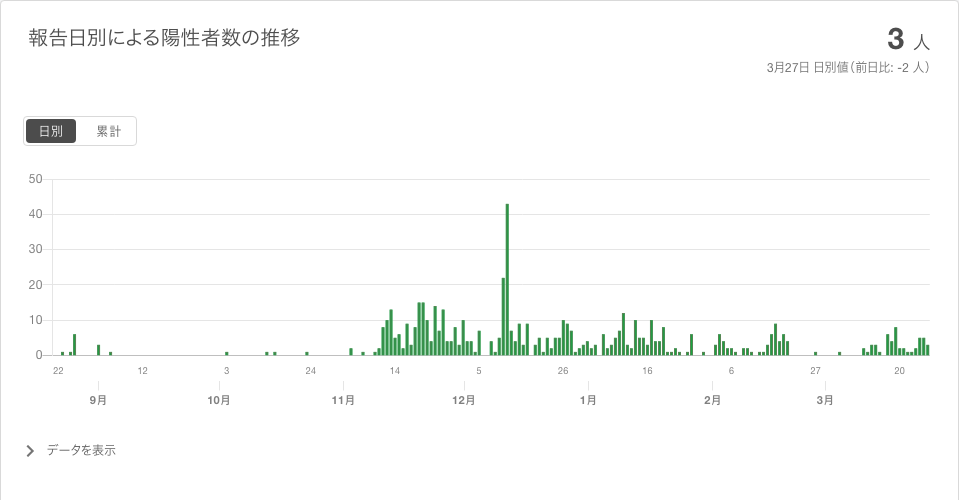 報告日別による陽性者数の推移
3 人
3月27日 日別値（前日比: -2 人）
日別 累計
50
40
30
20
10
0
22 12 3 24 14 5 26 16 6 27 20
9月 10月 11月 12月 1月 2月 3月
データを表示